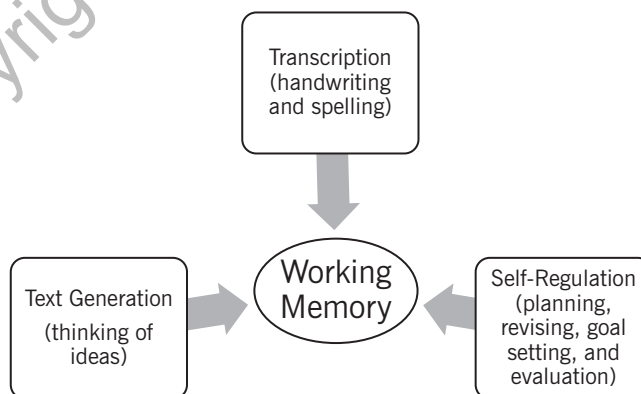 Transcription
(handwriting
and spelling)
Working
Memory
Text Generation
(thinking of
ideas)
Self-Regulation
(planning,
revising, goal
setting, and
evaluation)